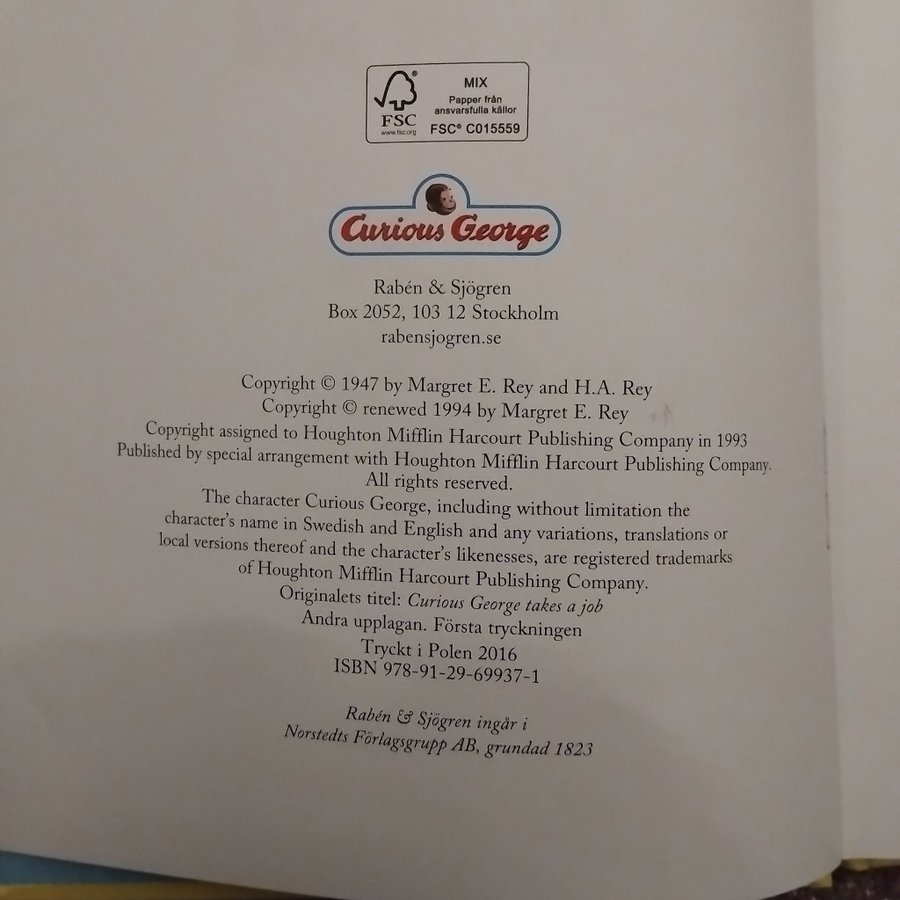 MIX
Papper från
ansvarsfulla källor
FSC® C015559
FSC®
www.fsc.org
Curious George
Rabén & Sjögren
Box 2052, 103 12 Stockholm
rabensjogren.se
Copyright © 1947 by Margret E. Rey and H.A. Rey
Copyright © renewed 1994 by Margret E. Rey
Copyright assigned to Houghton Mifflin Harcourt Publishing Company in 1993
Published by special arrangement with Houghton Mifflin Harcourt Publishing Company.
All rights reserved.
The character Curious George, including without limitation the
character's name in Swedish and English and any variations, translations or
local versions thereof and the character's likenesses, are registered trademarks
of Houghton Mifflin Harcourt Publishing Company.
Originalets titel: Curious George takes a job
Andra upplagan. Första tryckningen
Tryckt i Polen 2016
ISBN 978-91-29-69937-1
Rabén & Sjögren ingår i
Norstedts Förlagsgrupp AB, grundad 1823